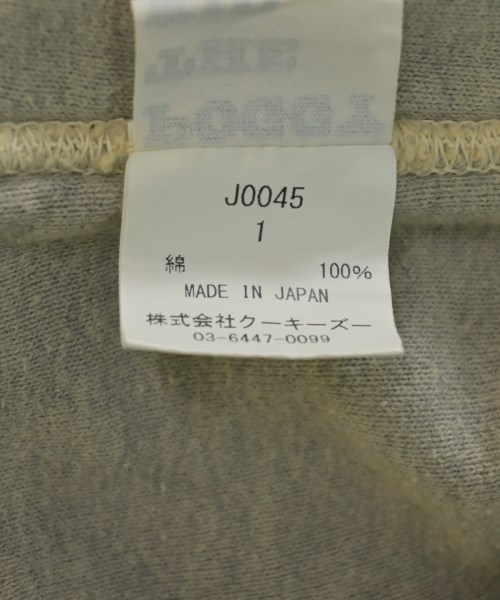 THE
J0045
1
綿 100%
MADE IN JAPAN
株式会社クーキーズー
03-6447-0099